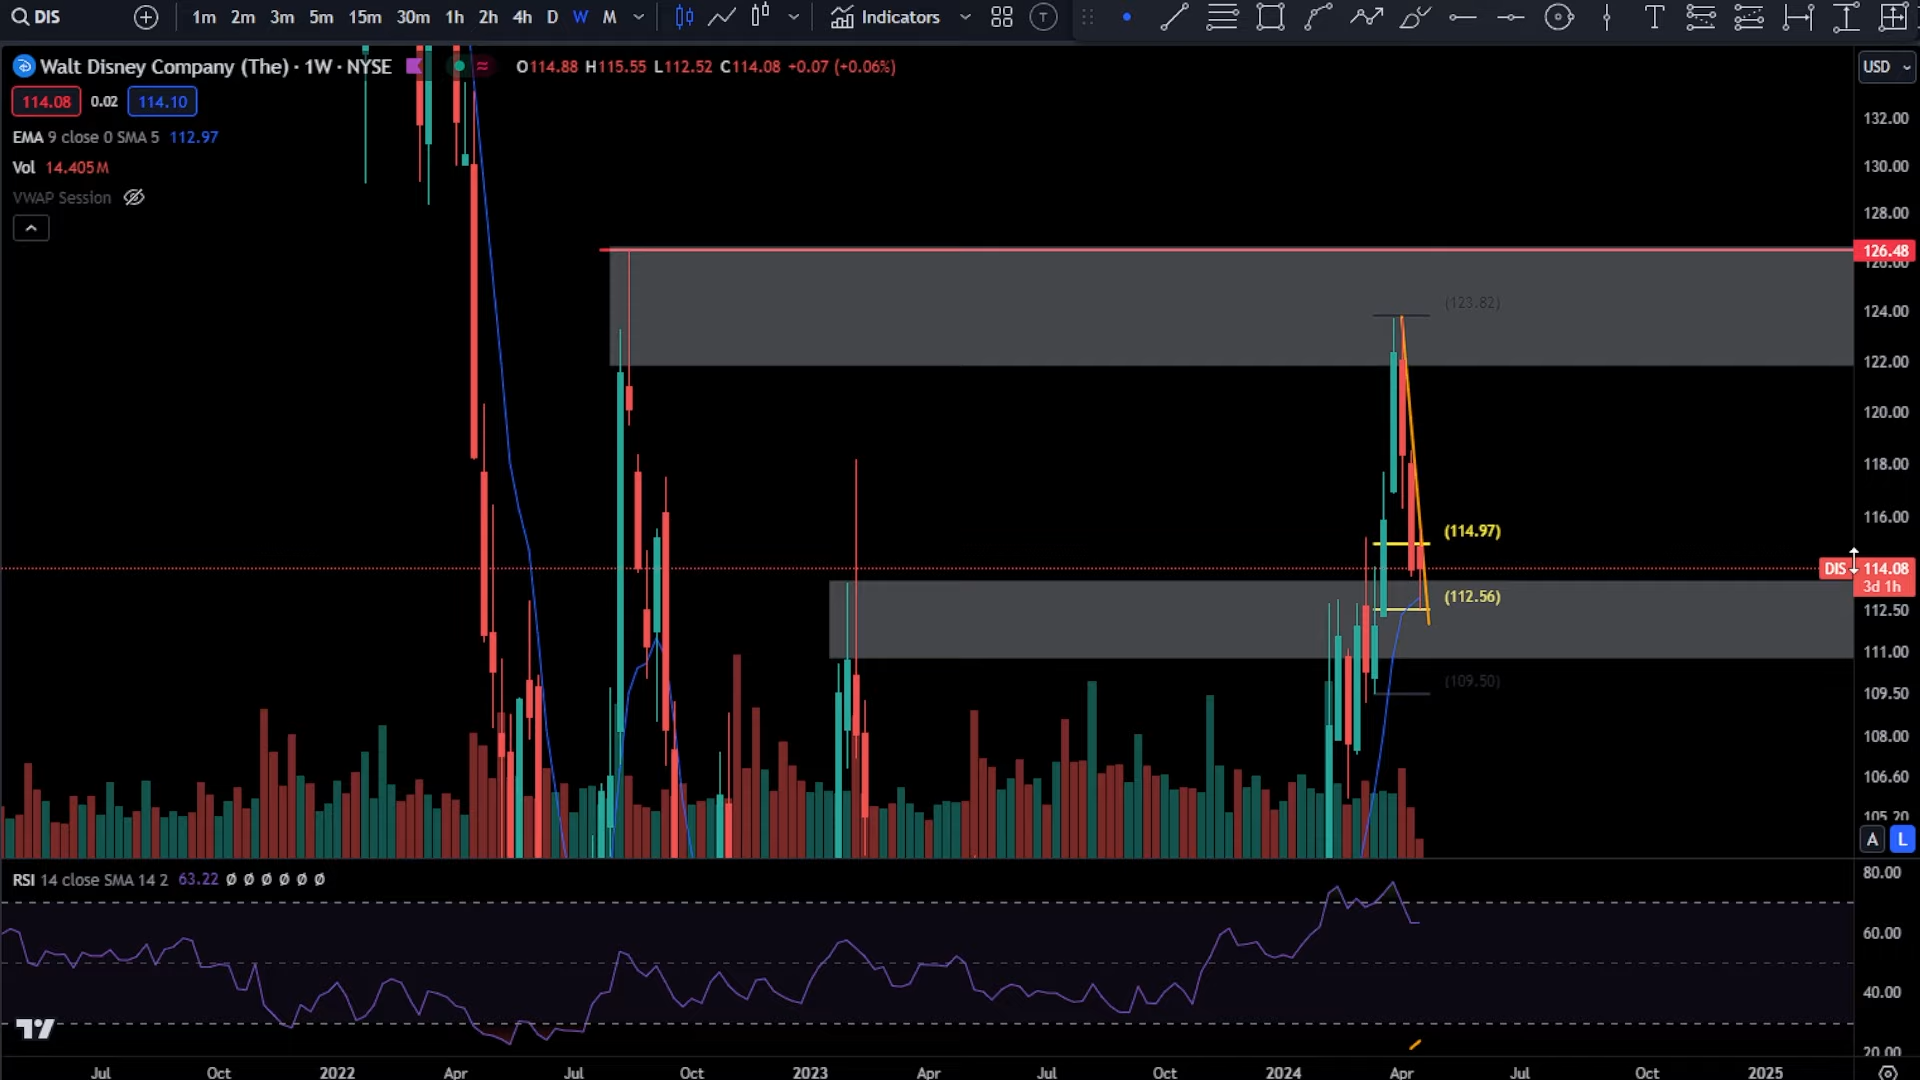 DIS 1m 2m 3m 5m 15m 30m 1h 2h 4h D W M Indicators T T
Walt Disney Company (The) · 1W · NYSE O114.88 H115.55 L112.52 C114.08 +0.07 (+0.06%) USD
114.08 0.02 114.10
EMA 9 close 0 SMA 5 112.97
Vol 14.405M
VWAP Session
132.00
130.00
128.00
126.48
126.00
(123.82)
124.00
122.00
120.00
118.00
116.00
(114.97)
DIS 114.08
3d 1h
(112.56)
112.50
111.00
(109.50)
109.50
108.00
106.60
105.20
A L
RSI 14 close SMA 14 2 63.22 Ø Ø Ø Ø Ø Ø
80.00
60.00
40.00
20.00
Jul Oct 2022 Apr Jul Oct 2023 Apr Jul Oct 2024 Apr Jul Oct 2025